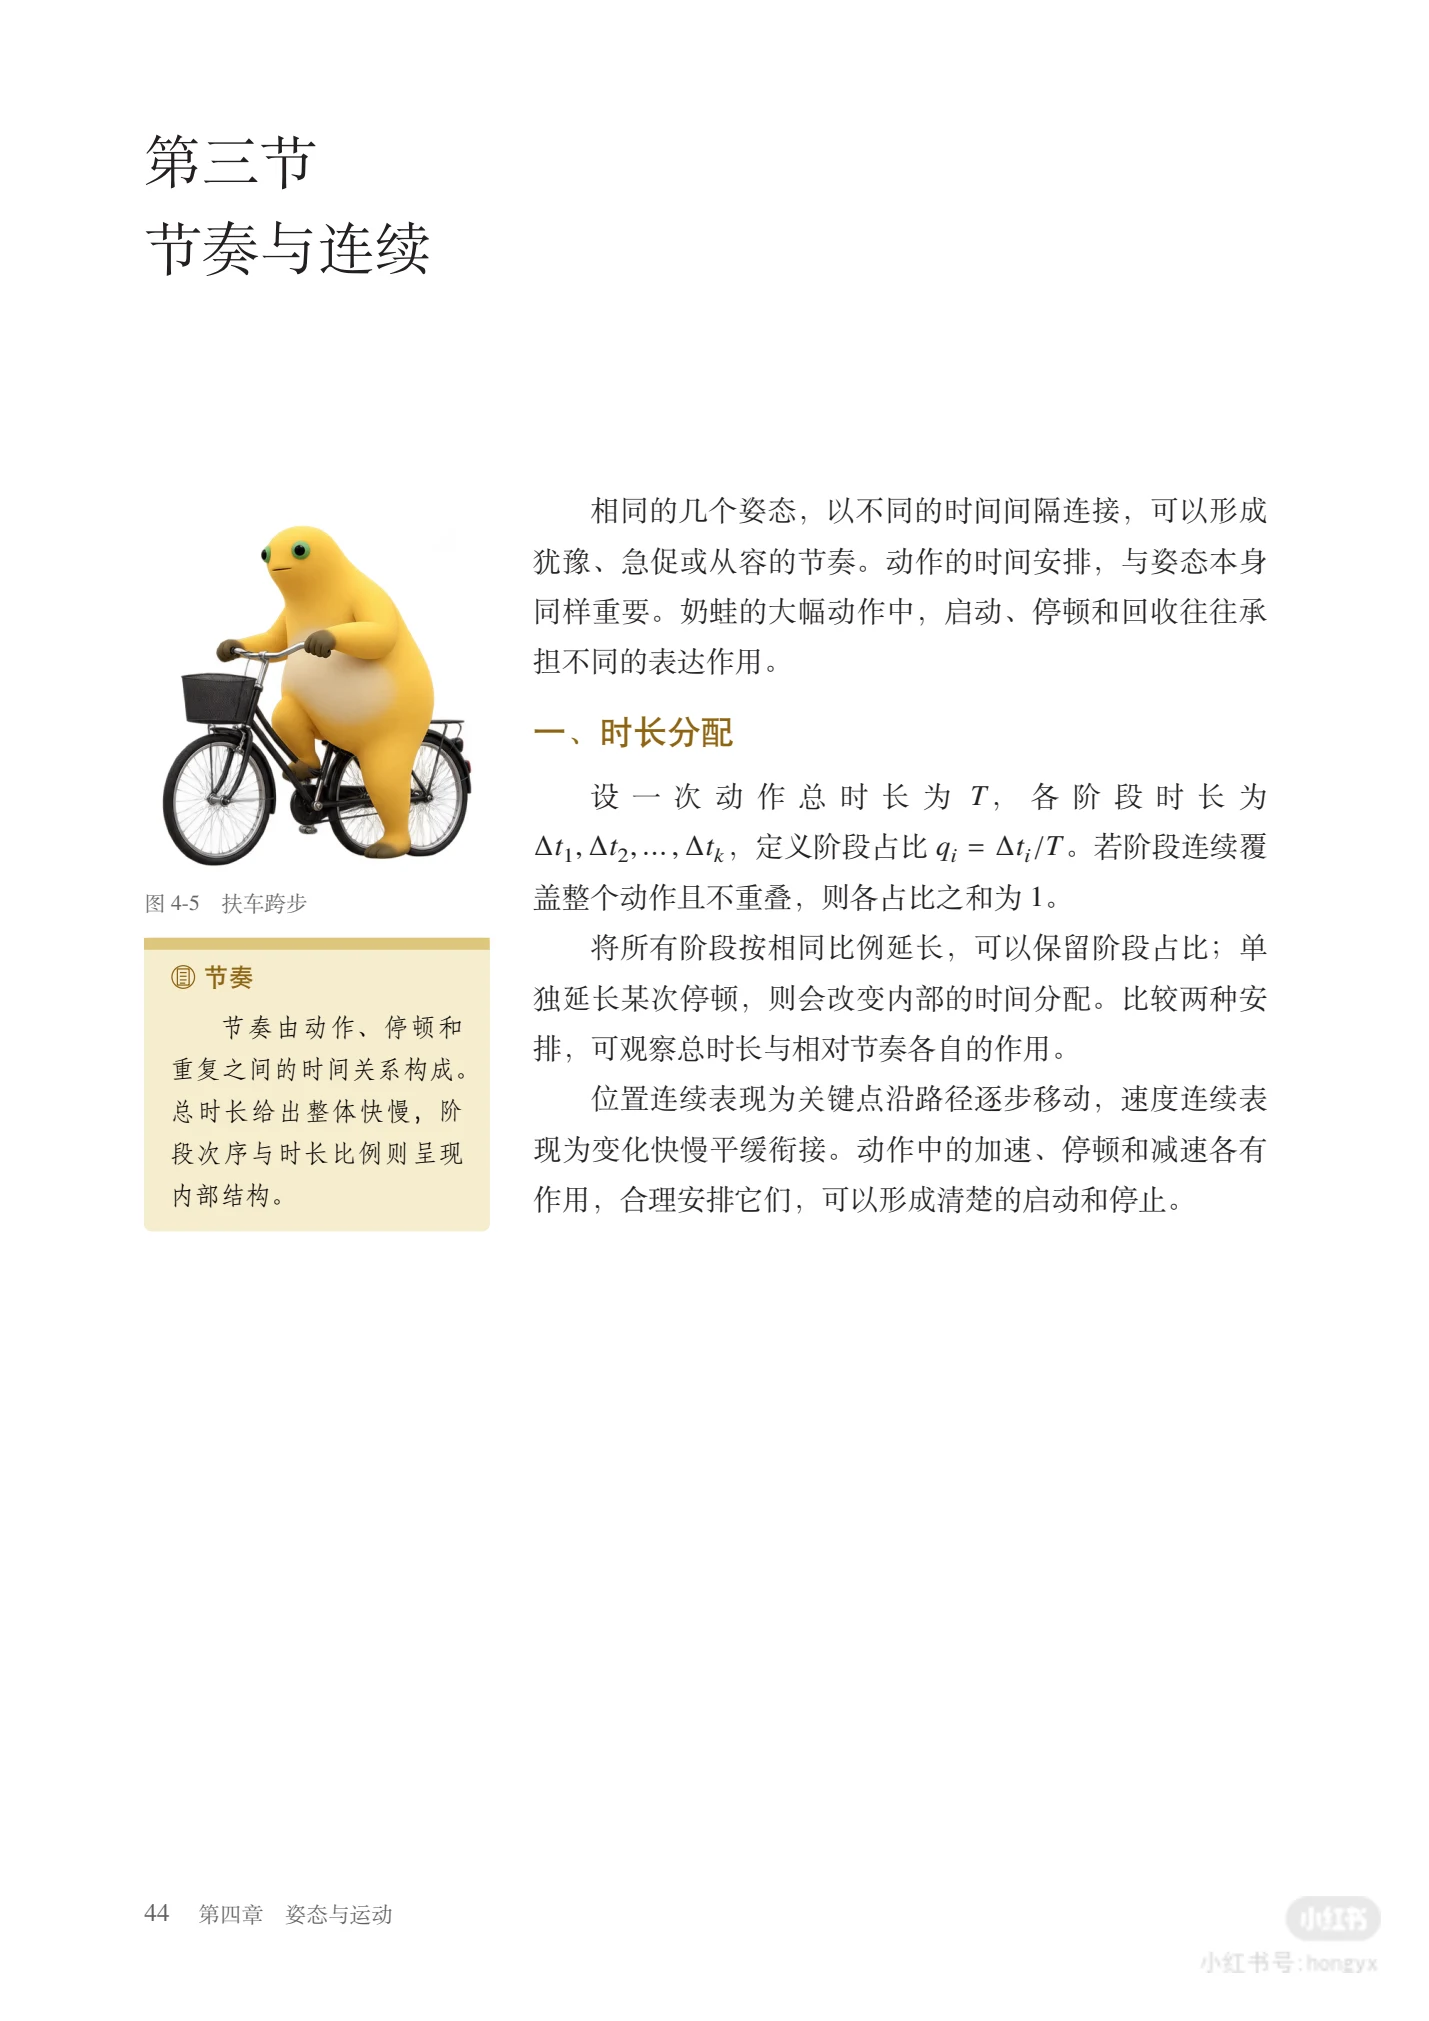 第三节
节奏与连续
相同的几个姿态，以不同的时间间隔连接，可以形成
犹豫、急促或从容的节奏。动作的时间安排，与姿态本身
同样重要。奶蛙的大幅动作中，启动、停顿和回收往往承
担不同的表达作用。
一、时长分配
设一次动作总时长为 T，各阶段时长为
Δt₁, Δt₂, ..., Δtₖ，定义阶段占比 qᵢ = Δtᵢ/T。若阶段连续覆
盖整个动作且不重叠，则各占比之和为 1。
将所有阶段按相同比例延长，可以保留阶段占比；单
独延长某次停顿，则会改变内部的时间分配。比较两种安
排，可观察总时长与相对节奏各自的作用。
位置连续表现为关键点沿路径逐步移动，速度连续表
现为变化快慢平缓衔接。动作中的加速、停顿和减速各有
作用，合理安排它们，可以形成清楚的启动和停止。
图 4-5 扶车跨步
节奏
节奏由动作、停顿和
重复之间的时间关系构成。
总时长给出整体快慢，阶
段次序与时长比例则呈现
内部结构。
44 第四章 姿态与运动
小红书
小红书号:hongyx